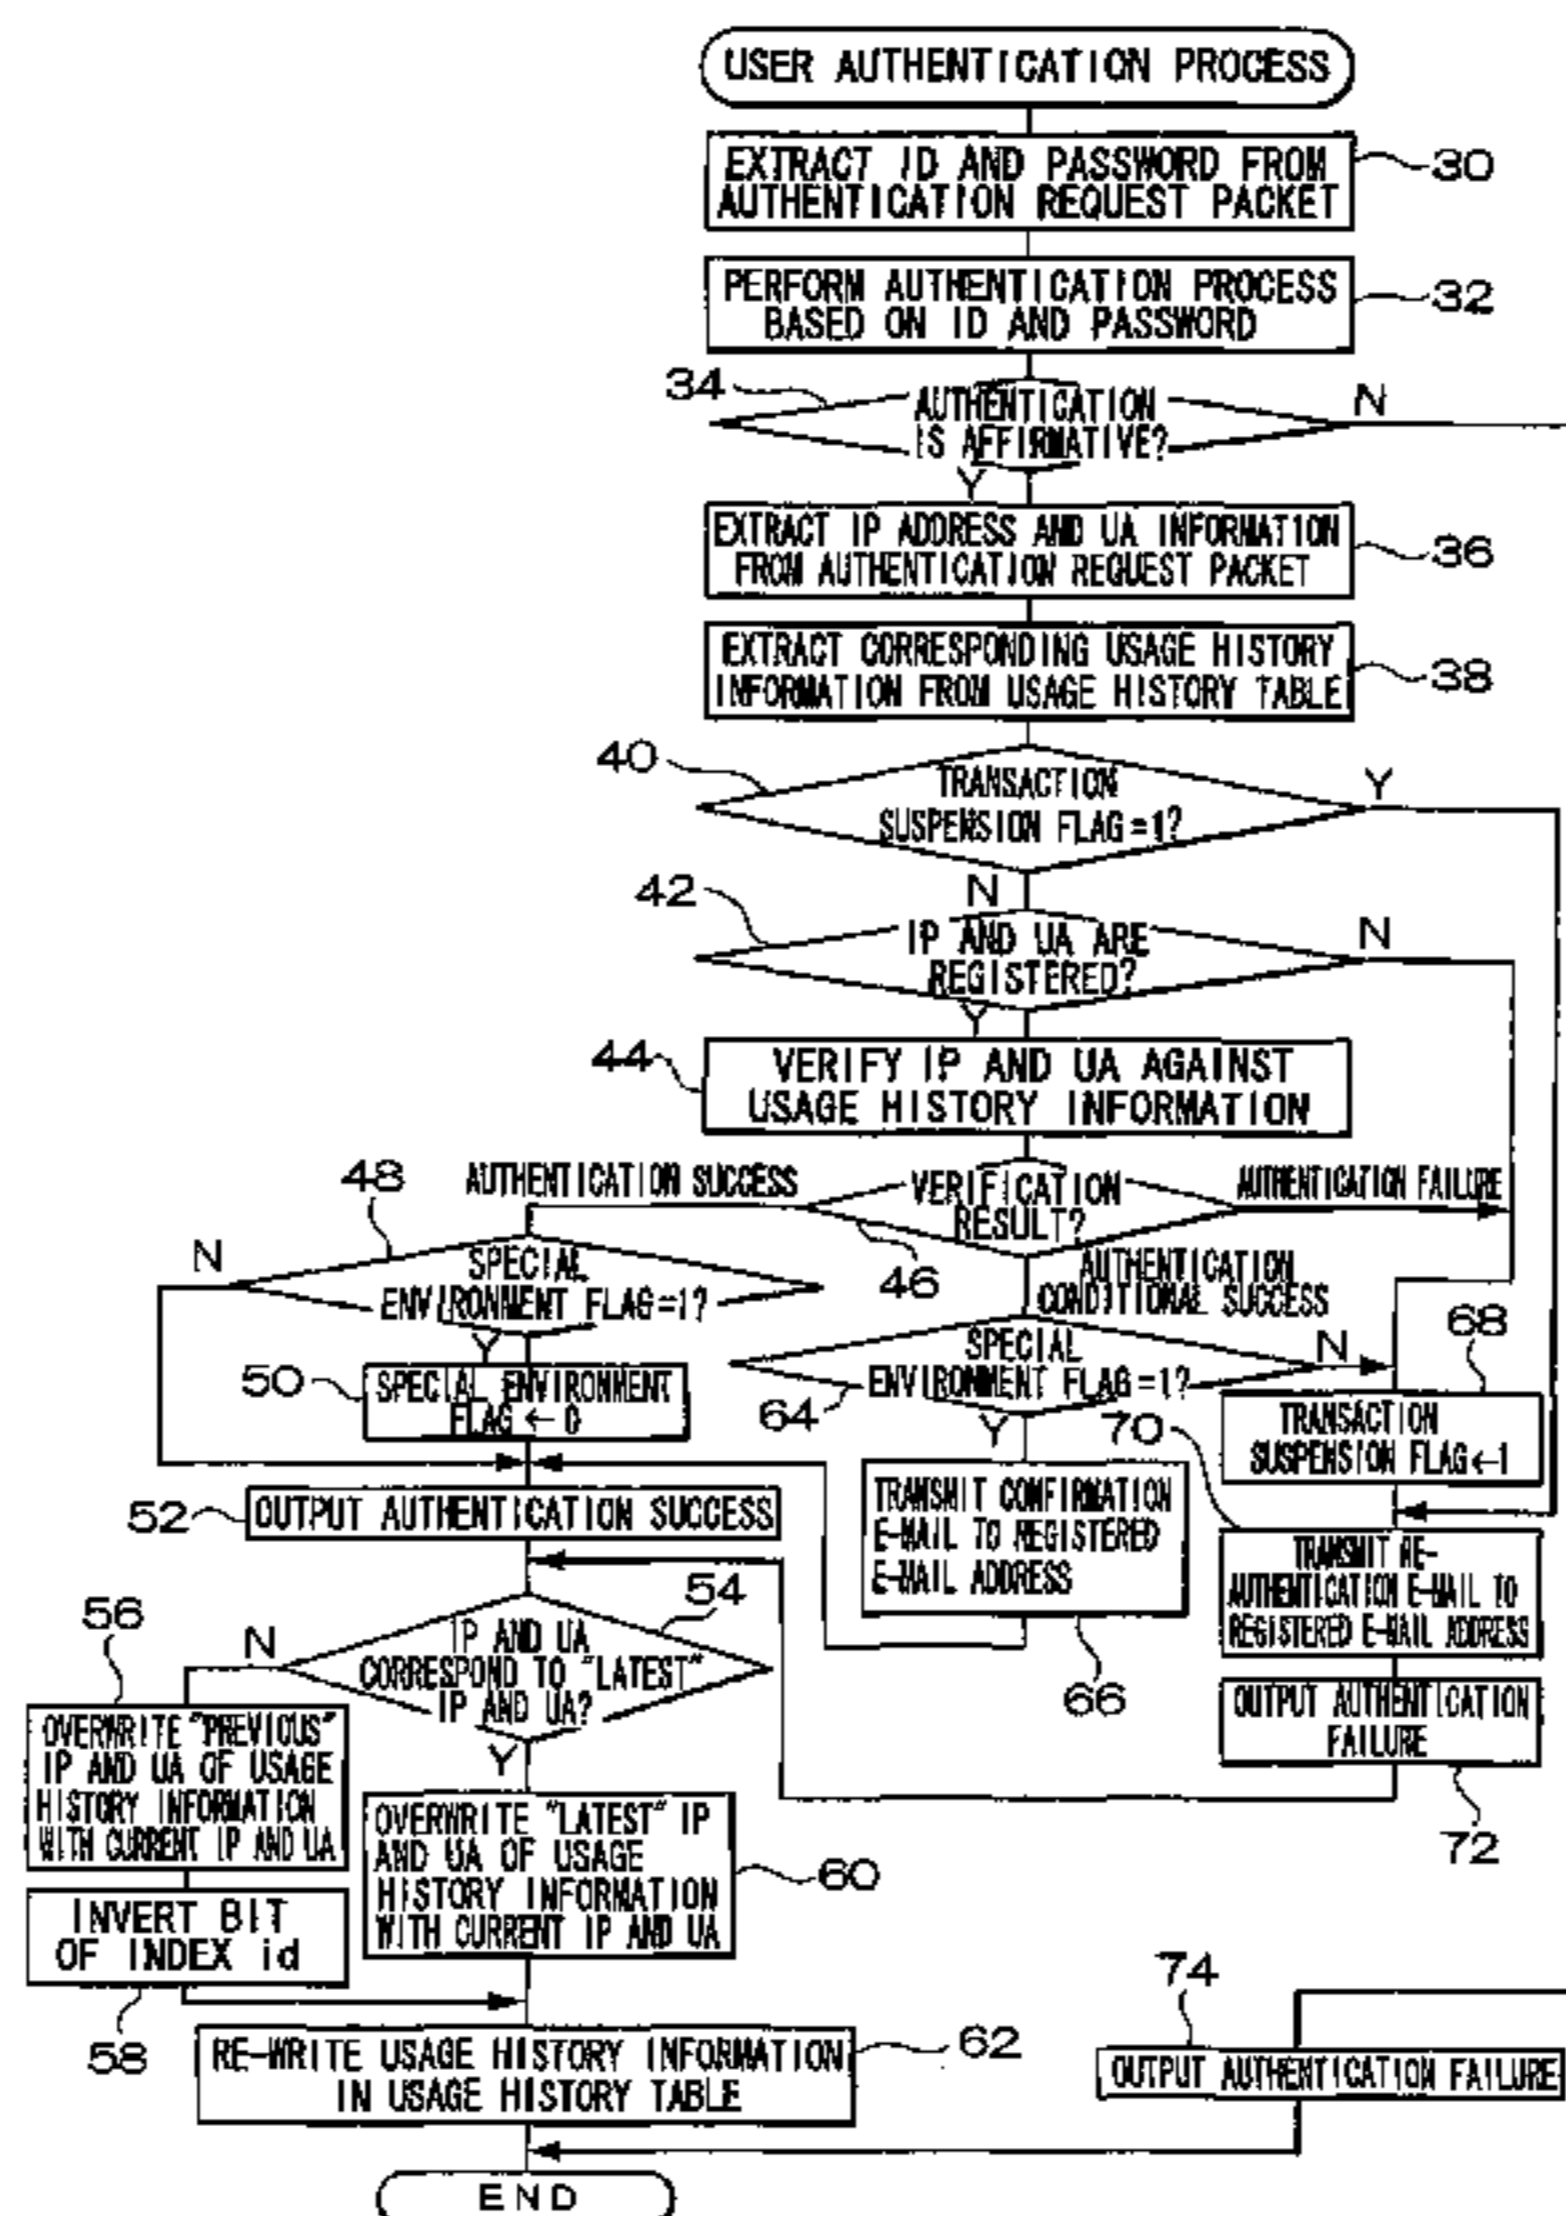 USER AUTHENTICATION PROCESS
EXTRACT ID AND PASSWORD FROM
AUTHENTICATION REQUEST PACKET
30
PERFORM AUTHENTICATION PROCESS
BASED ON ID AND PASSWORD
32
34
AUTHENTICATION
IS AFFIRMATIVE?
N
Y
EXTRACT IP ADDRESS AND UA INFORMATION
FROM AUTHENTICATION REQUEST PACKET
36
EXTRACT CORRESPONDING USAGE HISTORY
INFORMATION FROM USAGE HISTORY TABLE
38
40
TRANSACTION
SUSPENSION FLAG=1?
Y
N
42
IP AND UA ARE
REGISTERED?
N
Y
44
VERIFY IP AND UA AGAINST
USAGE HISTORY INFORMATION
AUTHENTICATION SUCCESS
VERIFICATION
RESULT?
AUTHENTICATION FAILURE
46
AUTHENTICATION
CONDITIONAL SUCCESS
48
N
SPECIAL
ENVIRONMENT FLAG=1?
Y
50
SPECIAL ENVIRONMENT
FLAG ← 0
64
SPECIAL
ENVIRONMENT FLAG=1?
N
Y
68
TRANSACTION
SUSPENSION FLAG←1
52
OUTPUT AUTHENTICATION SUCCESS
TRANSMIT CONFIRMATION
E-MAIL TO REGISTERED
E-MAIL ADDRESS
66
70
TRANSMIT RE-
AUTHENTICATION E-MAIL TO
REGISTERED E-MAIL ADDRESS
OUTPUT AUTHENTICATION
FAILURE
72
54
IP AND UA
CORRESPOND TO "LATEST"
IP AND UA?
N
Y
56
OVERWRITE "PREVIOUS"
IP AND UA OF USAGE
HISTORY INFORMATION
WITH CURRENT IP AND UA
INVERT BIT
OF INDEX id
58
OVERWRITE "LATEST" IP
AND UA OF USAGE
HISTORY INFORMATION
WITH CURRENT IP AND UA
60
RE-WRITE USAGE HISTORY INFORMATION
IN USAGE HISTORY TABLE
62
74
OUTPUT AUTHENTICATION FAILURE
END